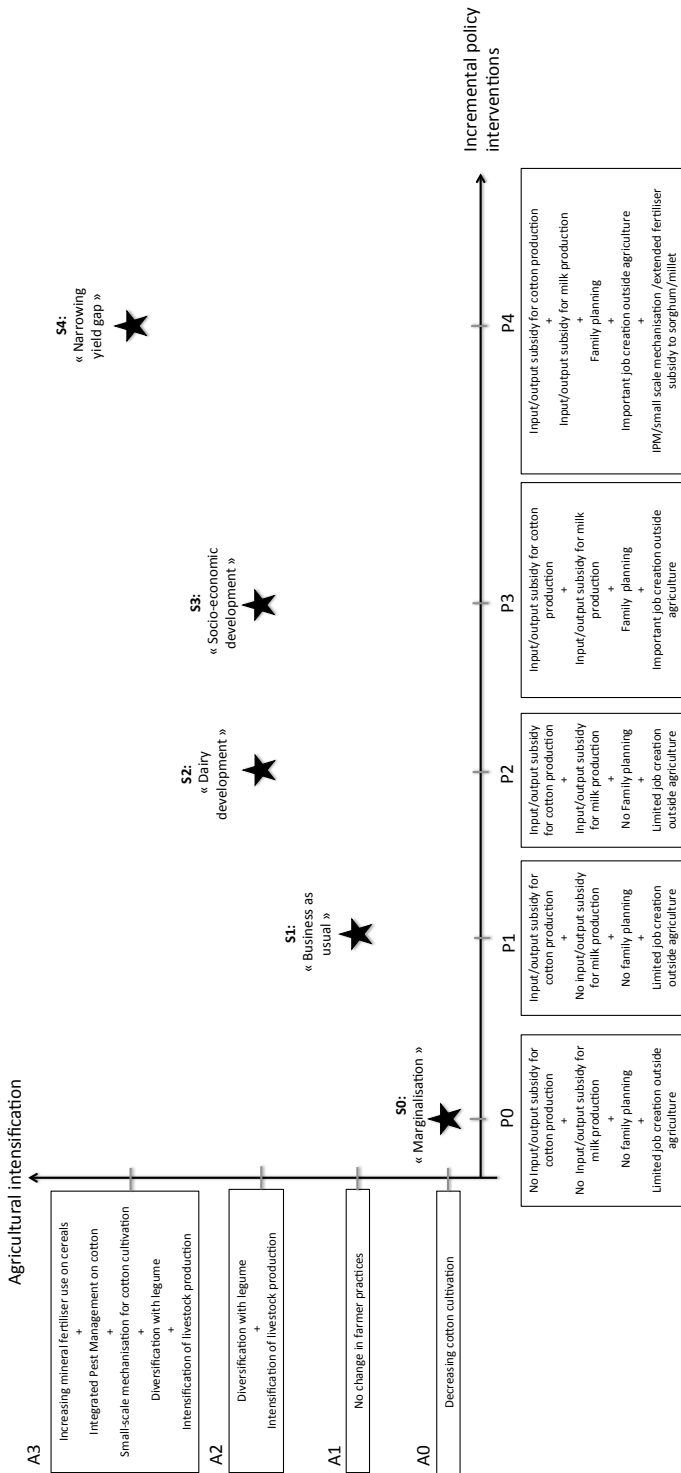 Agricultural intensification
A3
Increasing mineral fertiliser use on cereals
+
Integrated Pest Management on cotton
+
Small-scale mechanisation for cotton cultivation
+
Diversification with legume
+
Intensification of livestock production
A2
Diversification with legume
+
Intensification of livestock production
A1
No change in farmer practices
A0
Decreasing cotton cultivation
S0:
« Marginalisation »
S1:
« Business as
usual »
S2:
« Dairy
development »
S3:
« Socio-economic
development »
S4:
« Narrowing
yield gap »
Incremental policy
interventions
P0
No Input/output subsidy for
cotton production
+
No Input/output subsidy for
milk production
+
No family planning
+
Limited job creation outside
agriculture
P1
Input/output subsidy for
cotton production
+
No input/output subsidy
for milk production
+
No family planning
+
Limited job creation
outside agriculture
P2
Input/output subsidy
for cotton production
+
Input/output subsidy
for milk production
+
No Family planning
+
Limited job creation
outside agriculture
P3
Input/output subsidy for cotton
production
+
Input/output subsidy for milk
production
+
Family planning
+
Important job creation outside
agriculture
P4
Input/output subsidy for cotton production
+
Input/output subsidy for milk production
+
Family planning
+
Important job creation outside agriculture
+
IPM/small scale mechanisation /extended fertiliser
subsidy to sorghum/millet